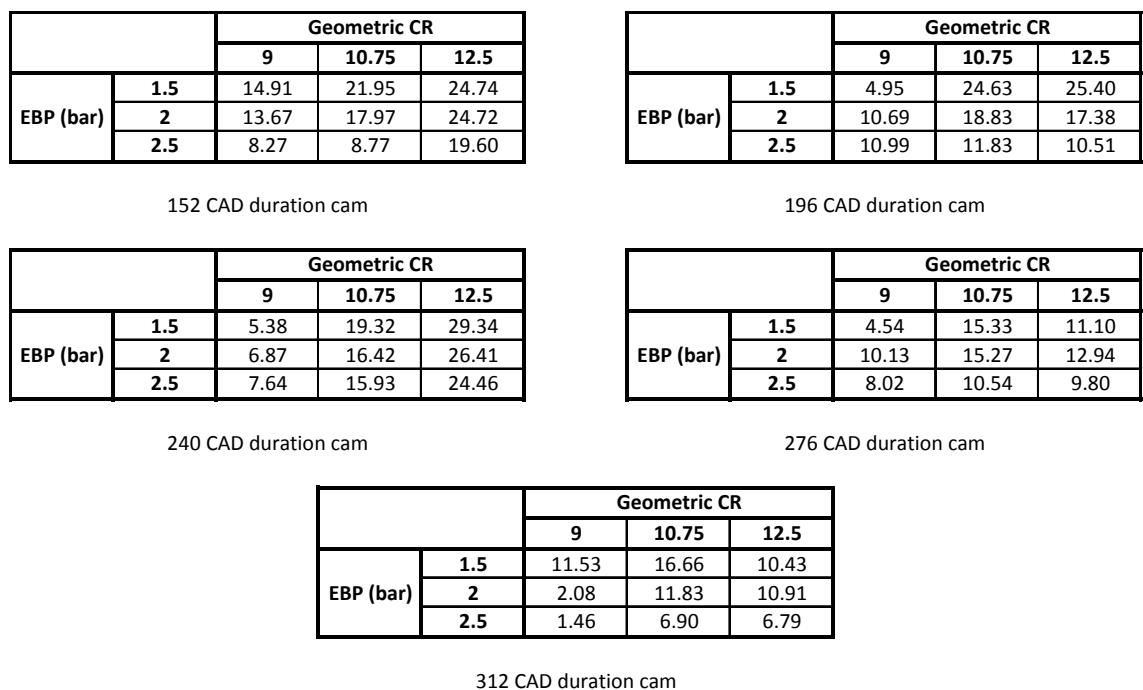 Geometric CR
9 10.75 12.5
EBP (bar) 1.5 14.91 21.95 24.74
2 13.67 17.97 24.72
2.5 8.27 8.77 19.60
152 CAD duration cam
Geometric CR
9 10.75 12.5
EBP (bar) 1.5 4.95 24.63 25.40
2 10.69 18.83 17.38
2.5 10.99 11.83 10.51
196 CAD duration cam
Geometric CR
9 10.75 12.5
EBP (bar) 1.5 5.38 19.32 29.34
2 6.87 16.42 26.41
2.5 7.64 15.93 24.46
240 CAD duration cam
Geometric CR
9 10.75 12.5
EBP (bar) 1.5 4.54 15.33 11.10
2 10.13 15.27 12.94
2.5 8.02 10.54 9.80
276 CAD duration cam
Geometric CR
9 10.75 12.5
EBP (bar) 1.5 11.53 16.66 10.43
2 2.08 11.83 10.91
2.5 1.46 6.90 6.79
312 CAD duration cam